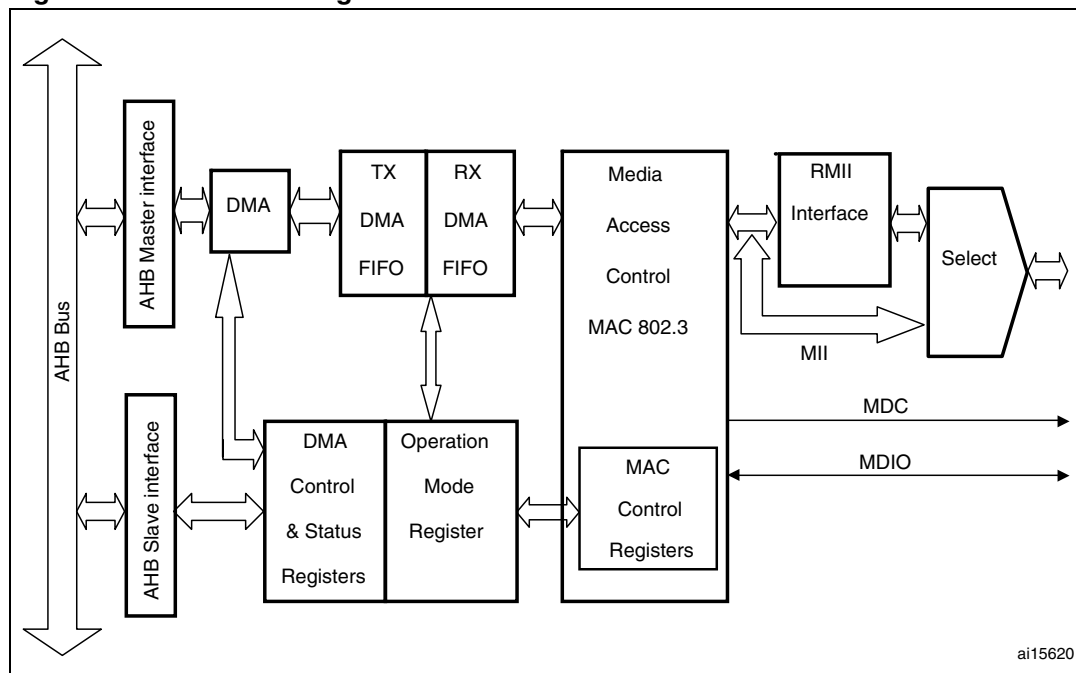 AHB Bus
AHB Master interface
DMA
TX
DMA
FIFO
RX
DMA
FIFO
Media
Access
Control
MAC 802.3
RMII
Interface
Select
MII
MDC
MDIO
AHB Slave interface
DMA
Control
& Status
Registers
Operation
Mode
Register
MAC
Control
Registers
ai15620